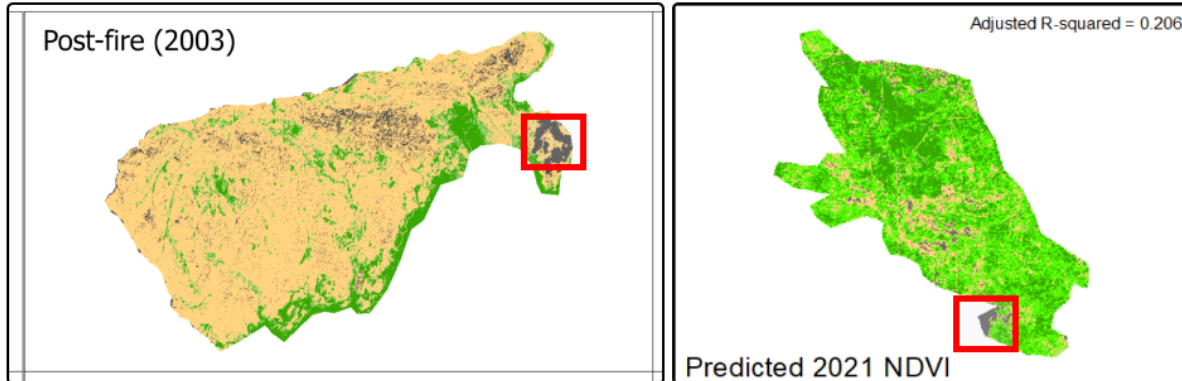 Post-fire (2003)
Adjusted R-squared = 0.206
Predicted 2021 NDVI